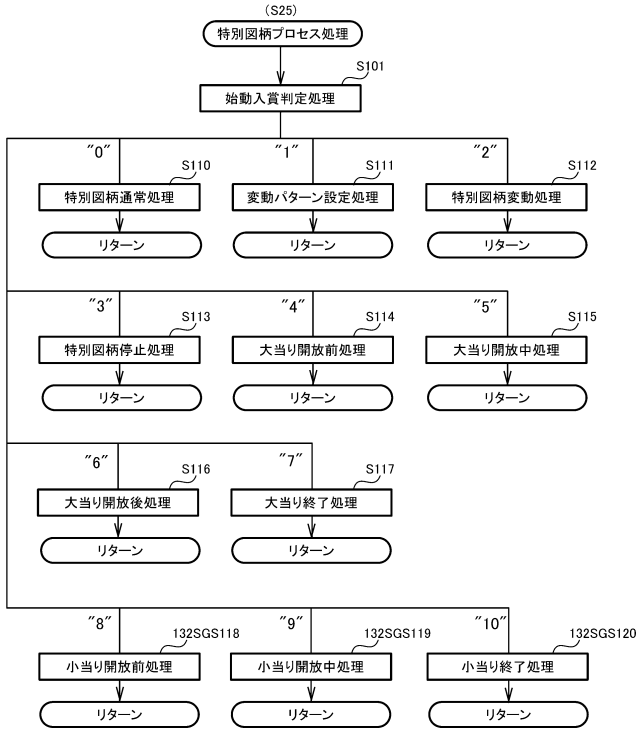 (S25)
特別図柄プロセス処理
S101
始動入賞判定処理
"0" "1" "2"
S110 S111 S112
特別図柄通常処理 変動パターン設定処理 特別図柄変動処理
リターン リターン リターン
"3" "4" "5"
S113 S114 S115
特別図柄停止処理 大当り開放前処理 大当り開放中処理
リターン リターン リターン
"6" "7"
S116 S117
大当り開放後処理 大当り終了処理
リターン リターン
"8" "9" "10"
132SGS118 132SGS119 132SGS120
小当り開放前処理 小当り開放中処理 小当り終了処理
リターン リターン リターン